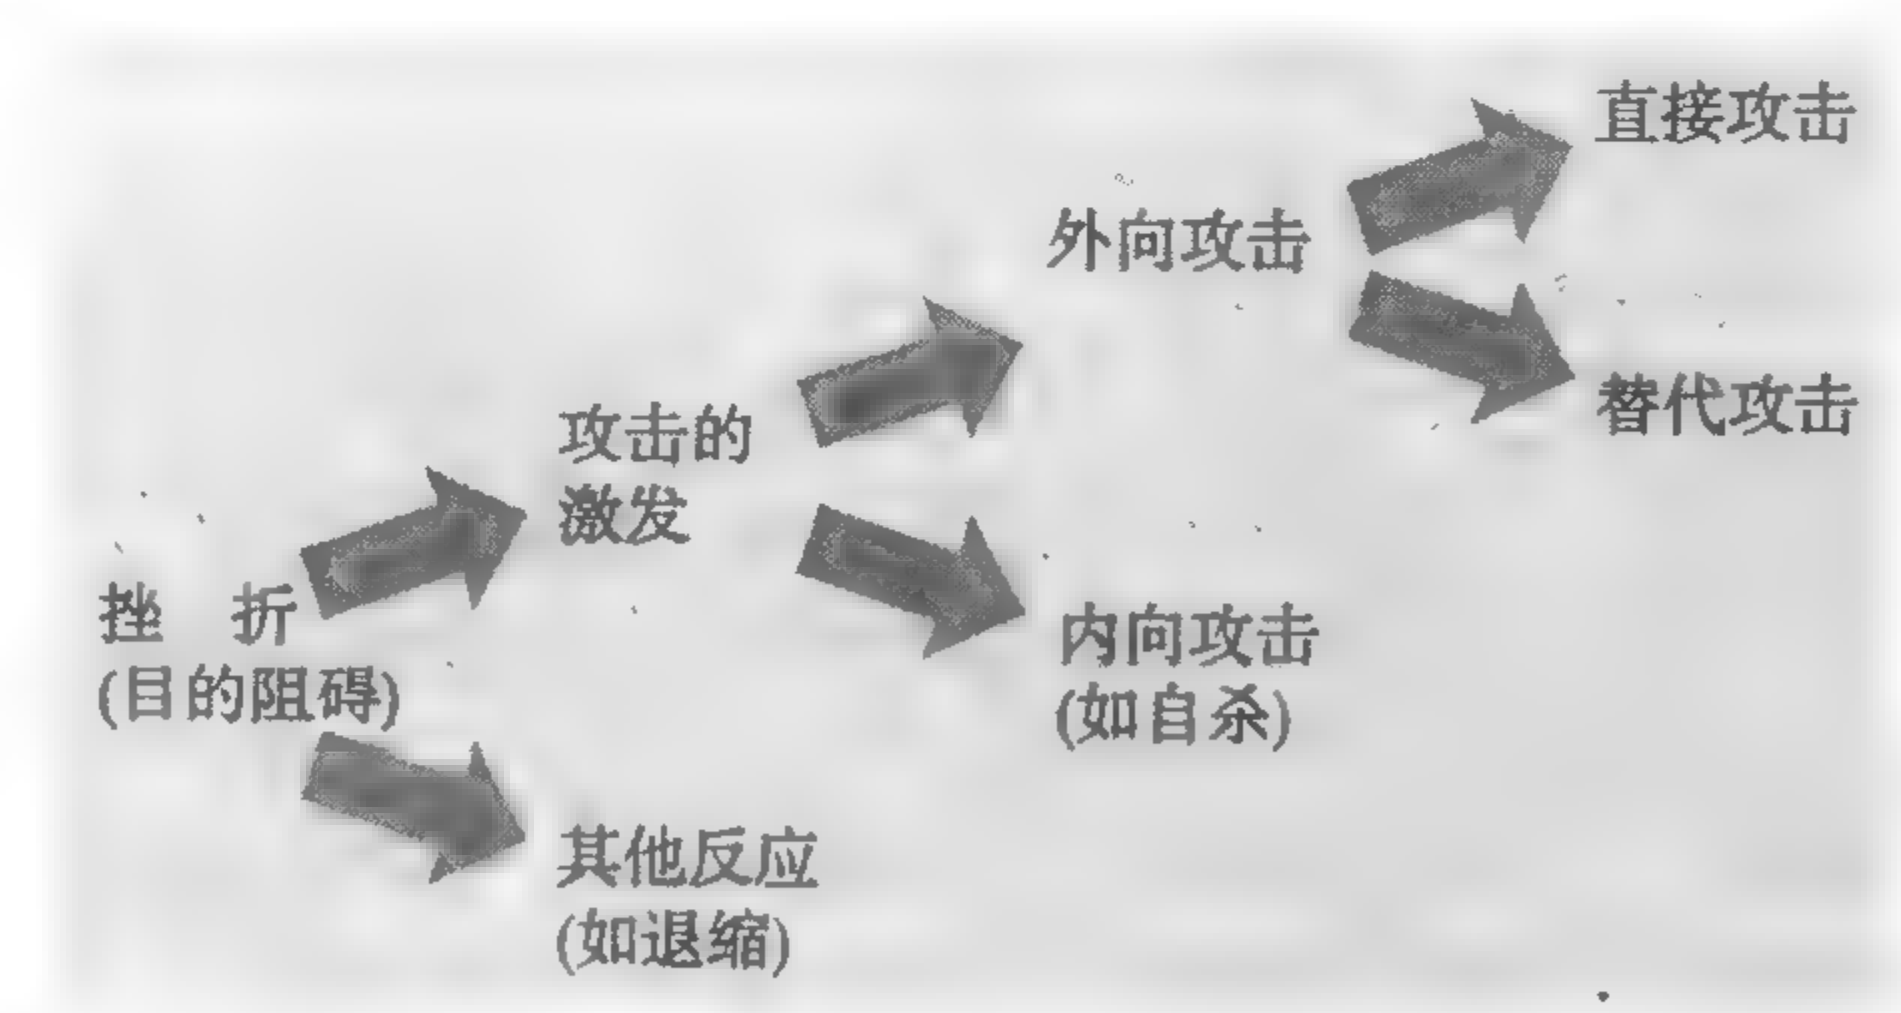 直接攻击
外向攻击
替代攻击
攻击的
激发
挫 折
(目的阻碍)
内向攻击
(如自杀)
其他反应
(如退缩)